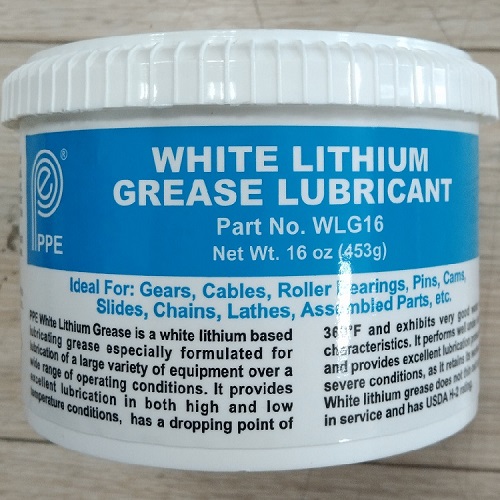 ®
PPE
WHITE LITHIUM
GREASE LUBRICANT
Part No. WLG16
Net Wt. 16 oz (453g)
Ideal For: Gears, Cables, Roller Bearings, Pins, Cams,
Slides, Chains, Lathes, Assembled Parts, etc.
PPE White Lithium Grease is a white lithium based
lubricating grease especially formulated for
lubrication of a large variety of equipment over a
wide range of operating conditions. It provides
excellent lubrication in both high and low
temperature conditions, has a dropping point of
360°F and exhibits very good
characteristics. It performs well
and provides excellent lubrication
severe conditions, as it retains its
White lithium grease does not
in service and has USDA H-2 rating.